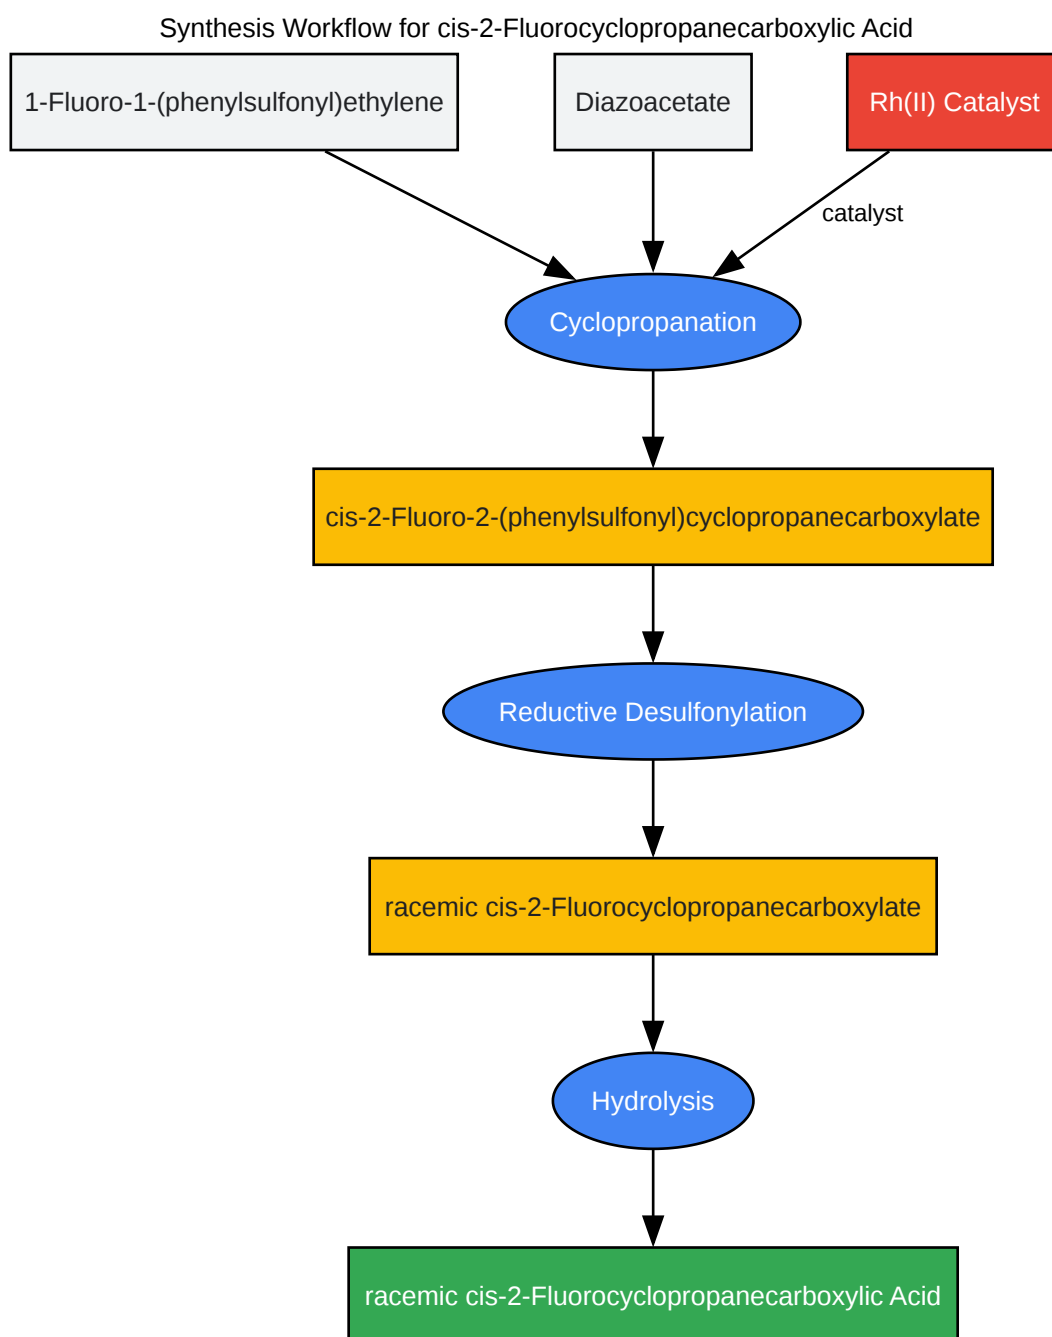 Synthesis Workflow for cis-2-Fluorocyclopropanecarboxylic Acid
1-Fluoro-1-(phenylsulfonyl)ethylene
Diazoacetate
Rh(II) Catalyst
catalyst
Cyclopropanation
cis-2-Fluoro-2-(phenylsulfonyl)cyclopropanecarboxylate
Reductive Desulfonylation
racemic cis-2-Fluorocyclopropanecarboxylate
Hydrolysis
racemic cis-2-Fluorocyclopropanecarboxylic Acid